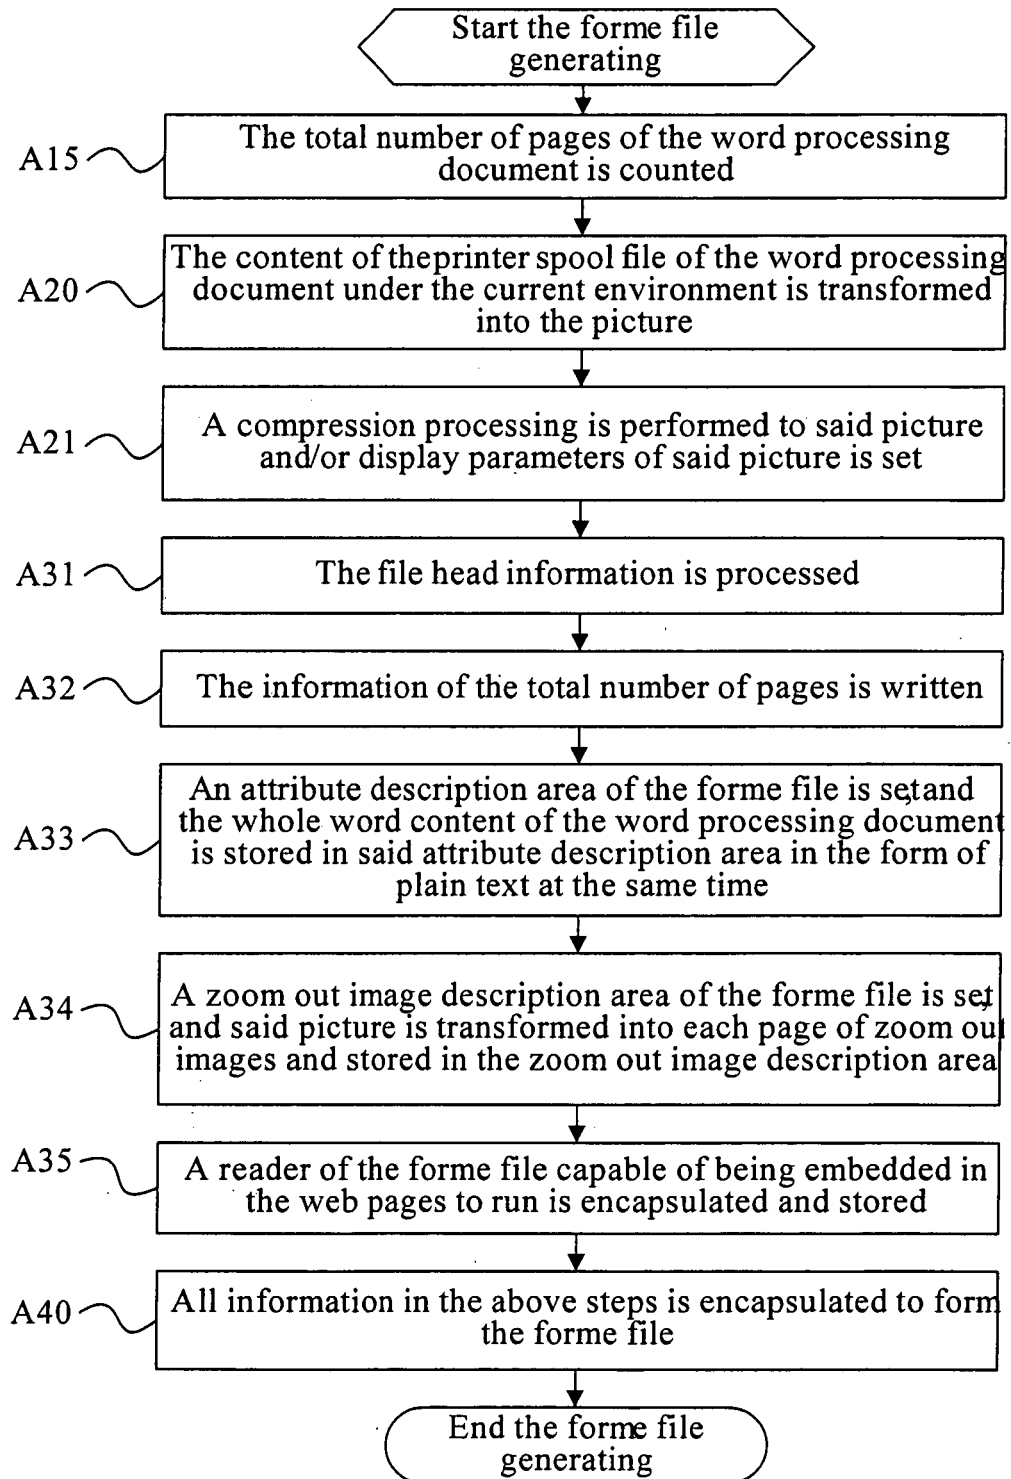 Start the forme file
generating
A15
The total number of pages of the word processing
document is counted
A20
The content of theprinter spool file of the word processing
document under the current environment is transformed
into the picture
A21
A compression processing is performed to said picture
and/or display parameters of said picture is set
A31
The file head information is processed
A32
The information of the total number of pages is written
A33
An attribute description area of the forme file is set,and
the whole word content of the word processing document
is stored in said attribute description area in the form of
plain text at the same time
A34
A zoom out image description area of the forme file is set,
and said picture is transformed into each page of zoom out
images and stored in the zoom out image description area
A35
A reader of the forme file capable of being embedded in
the web pages to run is encapsulated and stored
A40
All information in the above steps is encapsulated to form
the forme file
End the forme file
generating